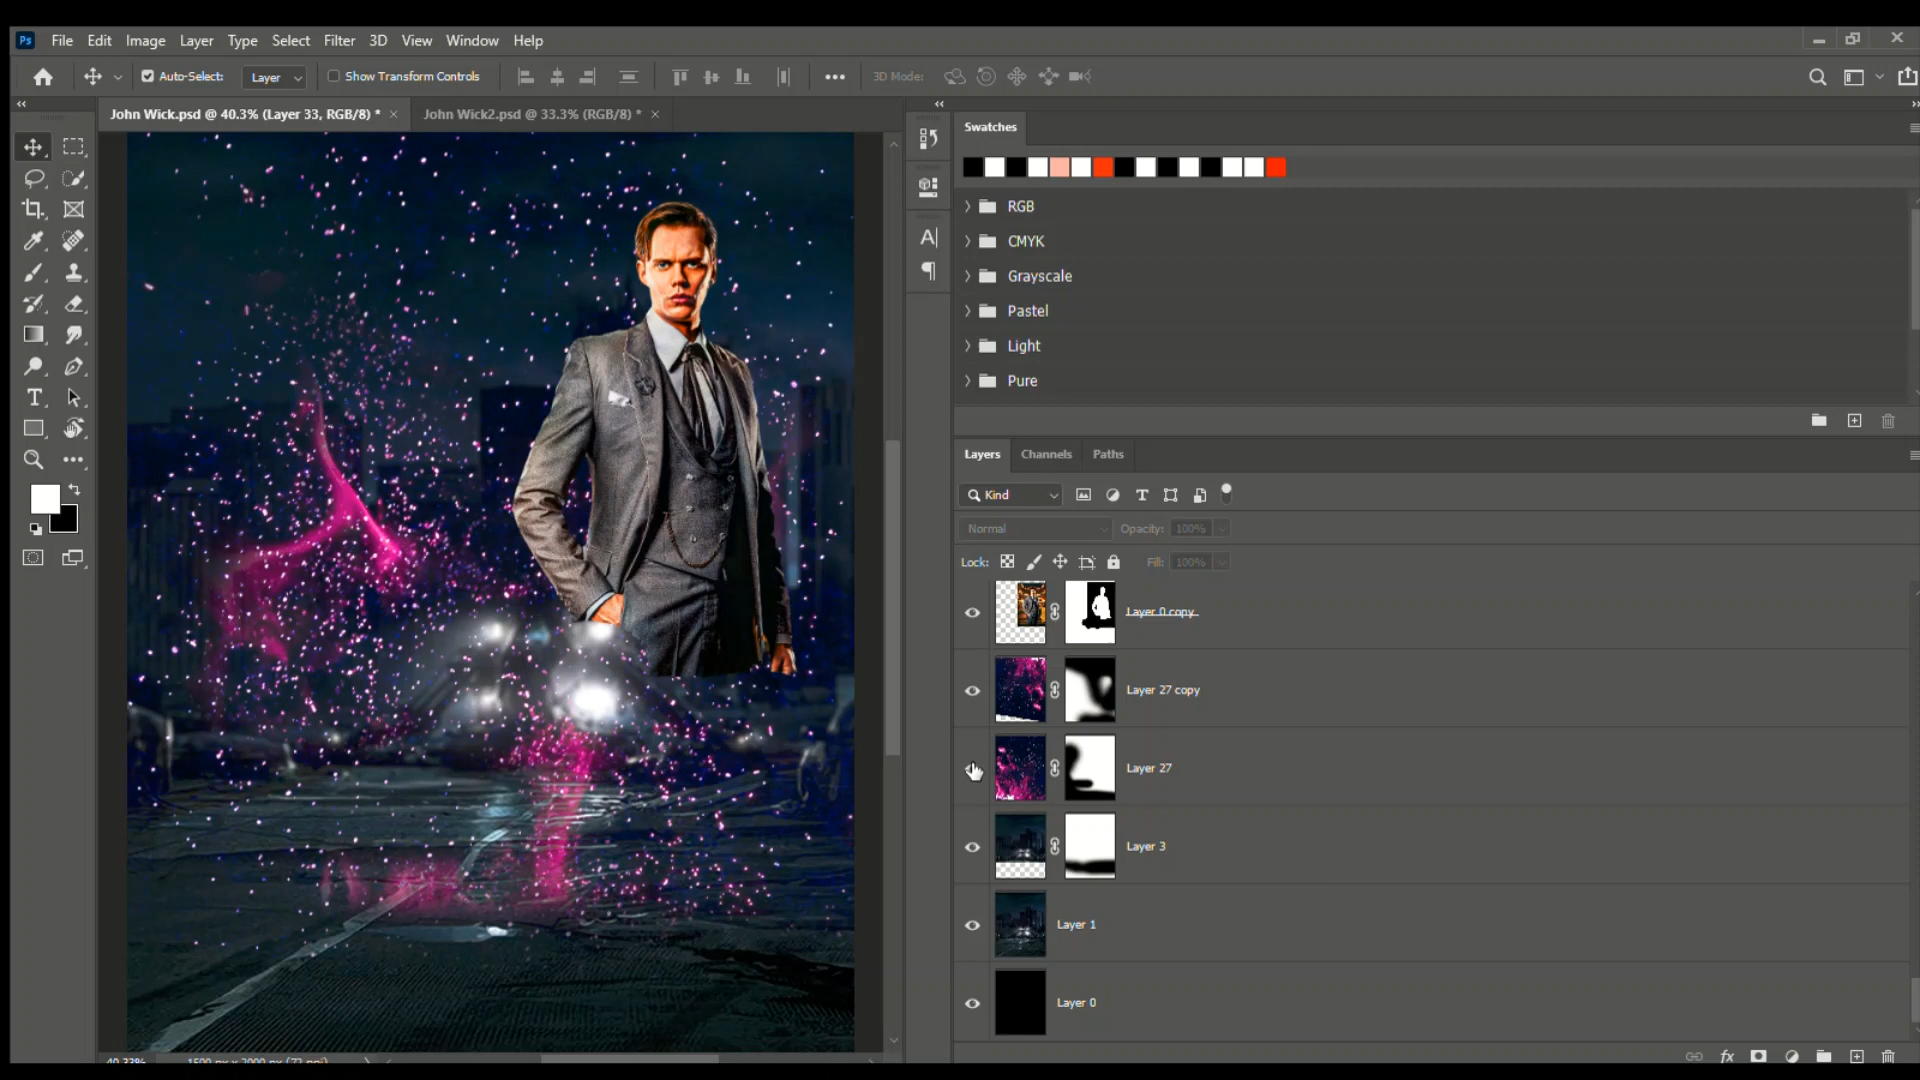 Ps File Edit Image Layer Type Select Filter 3D View Window Help
Auto-Select: Layer Show Transform Controls 3D Mode:
John Wick.psd @ 40.3% (Layer 33, RGB/8) * John Wick2.psd @ 33.3% (RGB/8) *
Swatches
RGB
CMYK
Grayscale
Pastel
Light
Pure
Layers Channels Paths
Kind
Normal Opacity: 100%
Lock: Fill: 100%
Layer 0 copy
Layer 27 copy
Layer 27
Layer 3
Layer 1
Layer 0
40.33% 1500 px x 2000 px (72 ppi)
fx